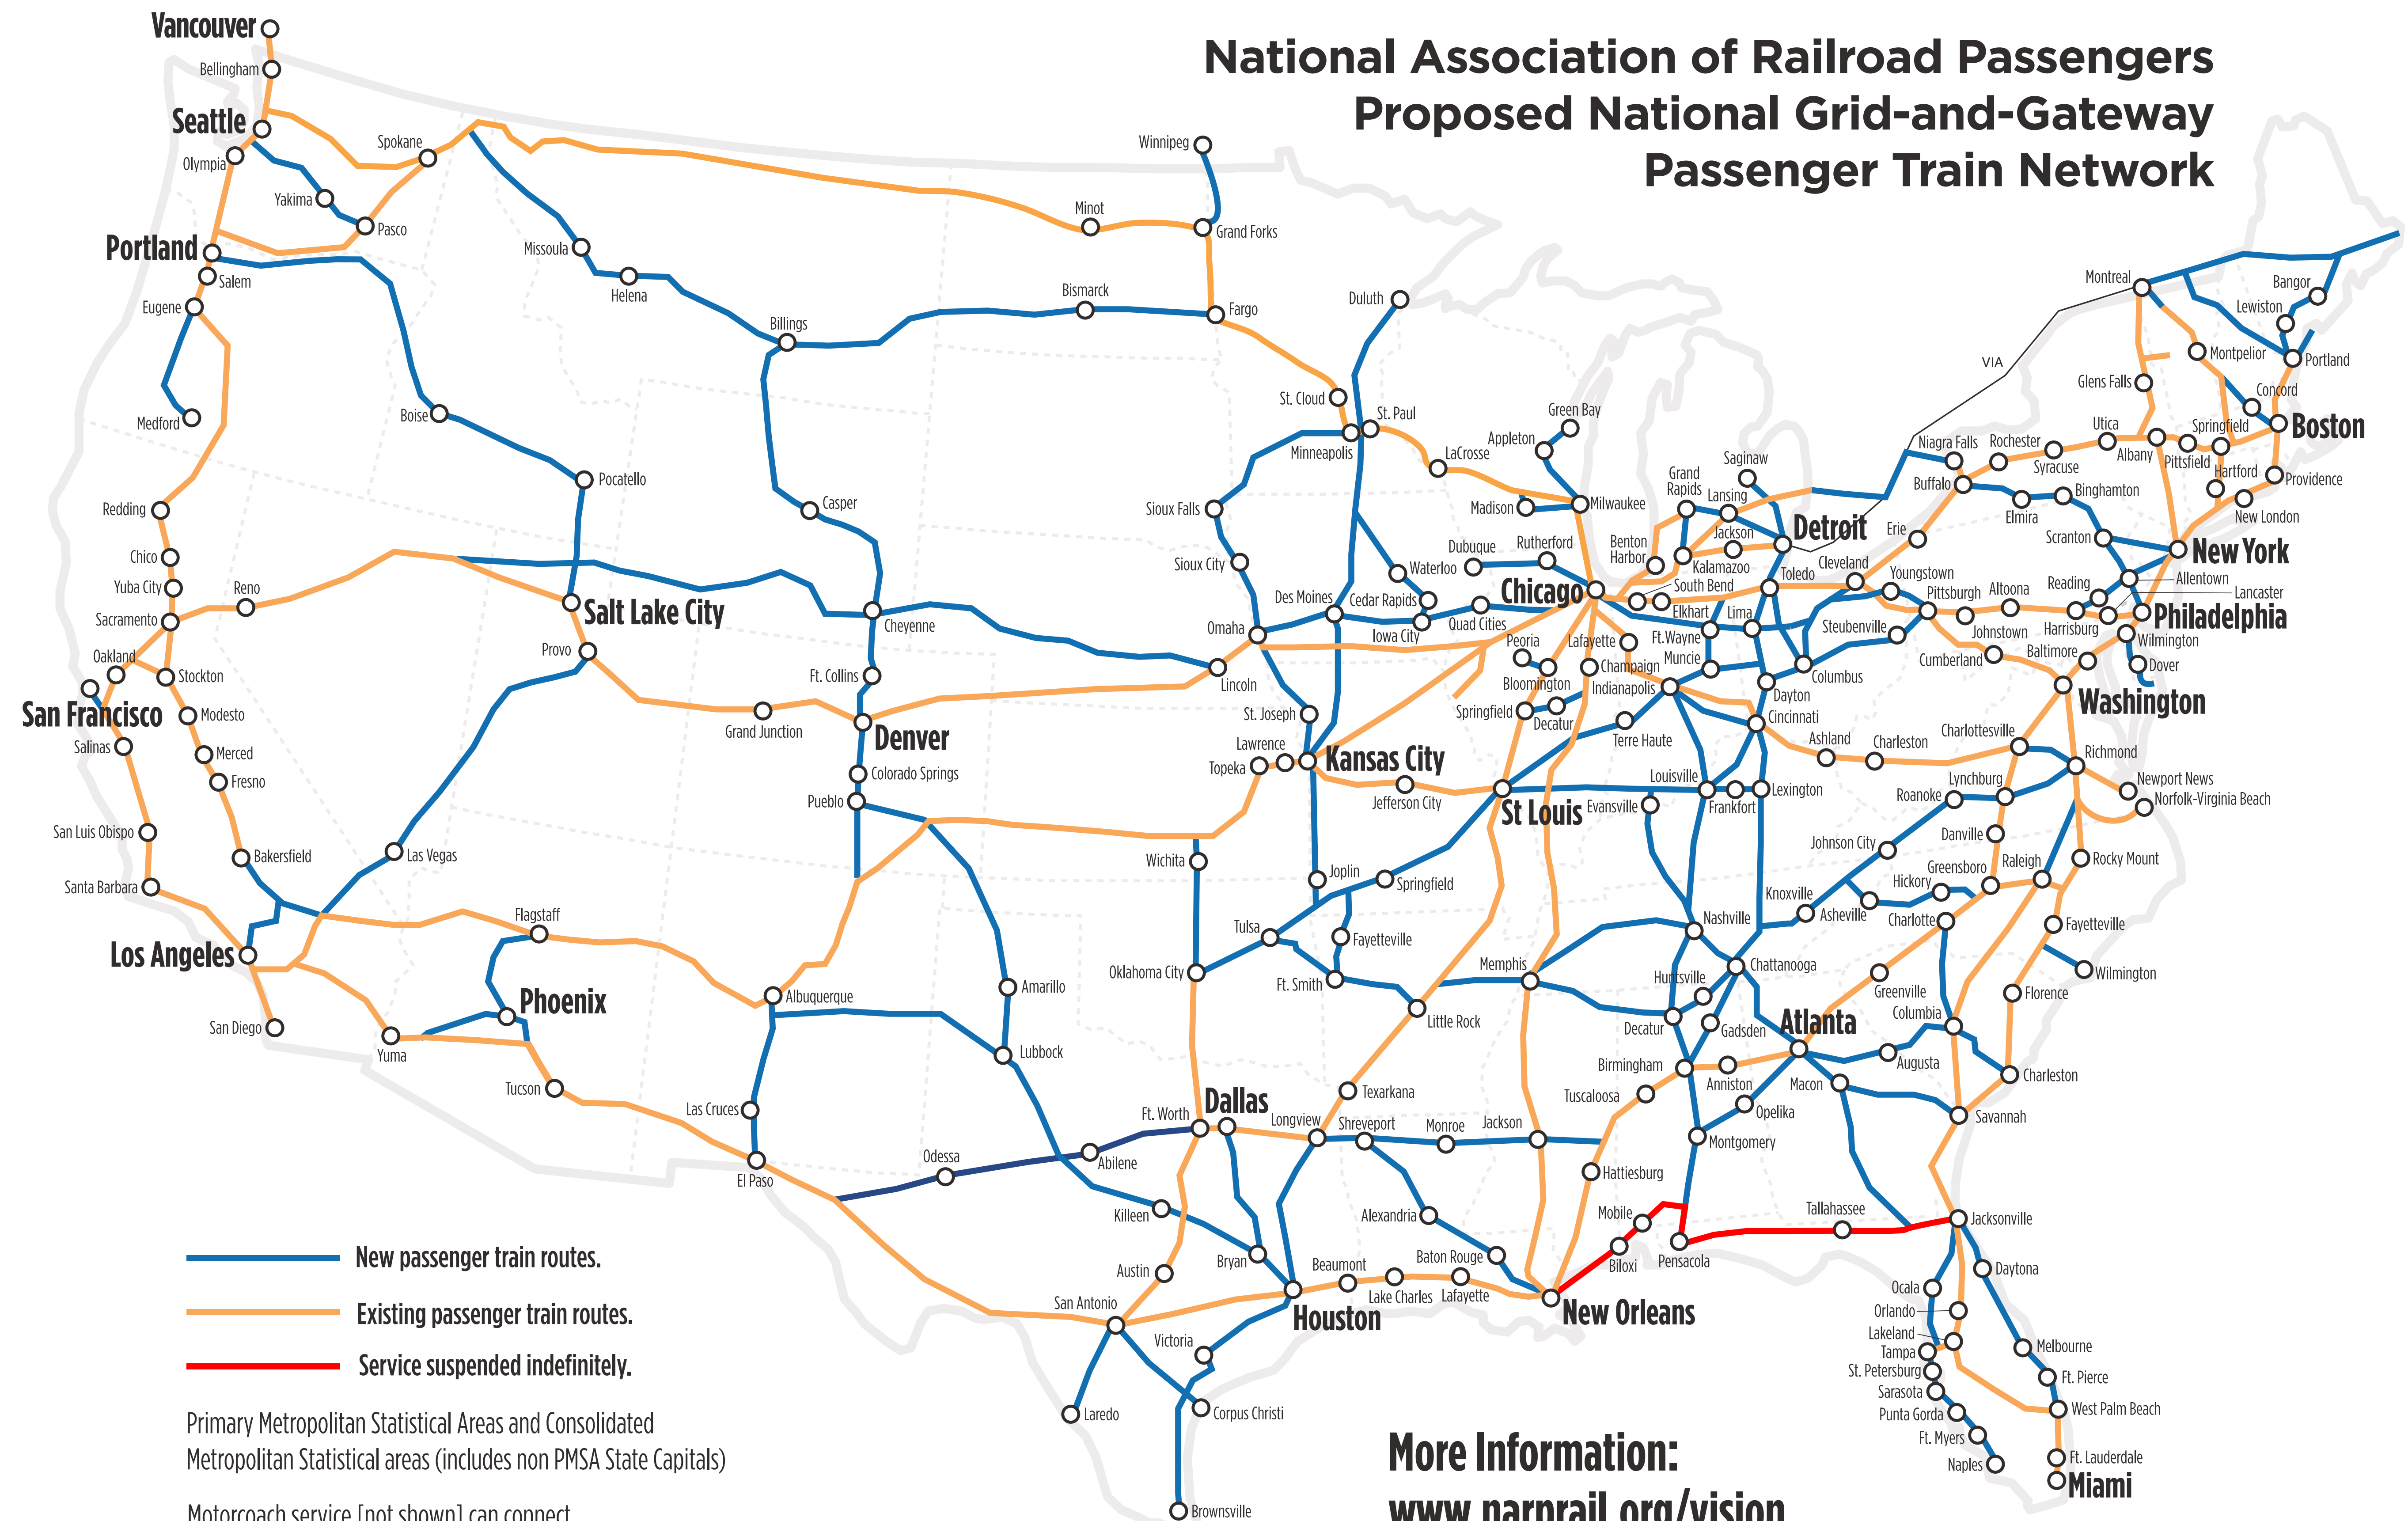 National Association of Railroad Passengers
Proposed National Grid-and-Gateway
Passenger Train Network
Vancouver
Bellingham
Seattle
Olympia
Spokane
Yakima
Pasco
Portland
Salem
Eugene
Medford
Missoula
Helena
Billings
Boise
Pocatello
Casper
Redding
Chico
Yuba City
Sacramento
Reno
Oakland
Stockton
San Francisco
Modesto
Salinas
Merced
Fresno
San Luis Obispo
Bakersfield
Santa Barbara
Los Angeles
San Diego
Las Vegas
Salt Lake City
Provo
Grand Junction
Cheyenne
Ft. Collins
Denver
Colorado Springs
Pueblo
Flagstaff
Phoenix
Yuma
Tucson
Albuquerque
Las Cruces
El Paso
Amarillo
Lubbock
Odessa
Abilene
Winnipeg
Minot
Grand Forks
Bismarck
Fargo
Duluth
St. Cloud
St. Paul
Minneapolis
LaCrosse
Green Bay
Appleton
Madison
Milwaukee
Sioux Falls
Sioux City
Waterloo
Dubuque
Rutherford
Des Moines
Cedar Rapids
Iowa City
Quad Cities
Chicago
Omaha
Lincoln
St. Joseph
Lawrence
Topeka
Kansas City
Jefferson City
Peoria
Bloomington
Springfield
Decatur
Lafayette
Champaign
Indianapolis
Terre Haute
St Louis
Wichita
Joplin
Springfield
Tulsa
Oklahoma City
Fayetteville
Ft. Smith
Little Rock
Memphis
Texarkana
Ft. Worth
Dallas
Longview
Shreveport
Monroe
Jackson
Killeen
Bryan
Austin
San Antonio
Houston
Victoria
Laredo
Corpus Christi
Brownsville
Beaumont
Lake Charles
Lafayette
Alexandria
Baton Rouge
New Orleans
Hattiesburg
Biloxi
Mobile
Pensacola
Tallahassee
Grand
Rapids
Lansing
Saginaw
Detroit
Jackson
Benton
Harbor
Kalamazoo
South Bend
Elkhart
Toledo
Lima
Ft.Wayne
Muncie
Cleveland
Youngstown
Pittsburgh
Steubenville
Columbus
Dayton
Cincinnati
Ashland
Charleston
Louisville
Evansville
Frankfort
Lexington
Nashville
Knoxville
Johnson City
Asheville
Hickory
Chattanooga
Huntsville
Decatur
Gadsden
Birmingham
Anniston
Tuscaloosa
Atlanta
Macon
Opelika
Montgomery
Augusta
Columbia
Greenville
Charlotte
Greensboro
Raleigh
Danville
Lynchburg
Roanoke
Charlottesville
Richmond
Newport News
Norfolk-Virginia Beach
Rocky Mount
Fayetteville
Wilmington
Florence
Charleston
Savannah
Jacksonville
Daytona
Ocala
Orlando
Lakeland
Tampa
St. Petersburg
Sarasota
Punta Gorda
Ft. Myers
Naples
Melbourne
Ft. Pierce
West Palm Beach
Ft. Lauderdale
Miami
VIA
Montreal
Bangor
Lewiston
Portland
Montpelior
Concord
Boston
Glens Falls
Utica
Albany
Pittsfield
Springfield
Hartford
Providence
New London
Niagra Falls
Rochester
Syracuse
Buffalo
Elmira
Binghamton
Scranton
New York
Erie
Altoona
Johnstown
Harrisburg
Reading
Allentown
Lancaster
Philadelphia
Wilmington
Dover
Baltimore
Cumberland
Washington
New passenger train routes.
Existing passenger train routes.
Service suspended indefinitely.
Primary Metropolitan Statistical Areas and Consolidated
Metropolitan Statistical areas (includes non PMSA State Capitals)
Motorcoach service [not shown] can connect
More Information:
www.narprail.org/vision